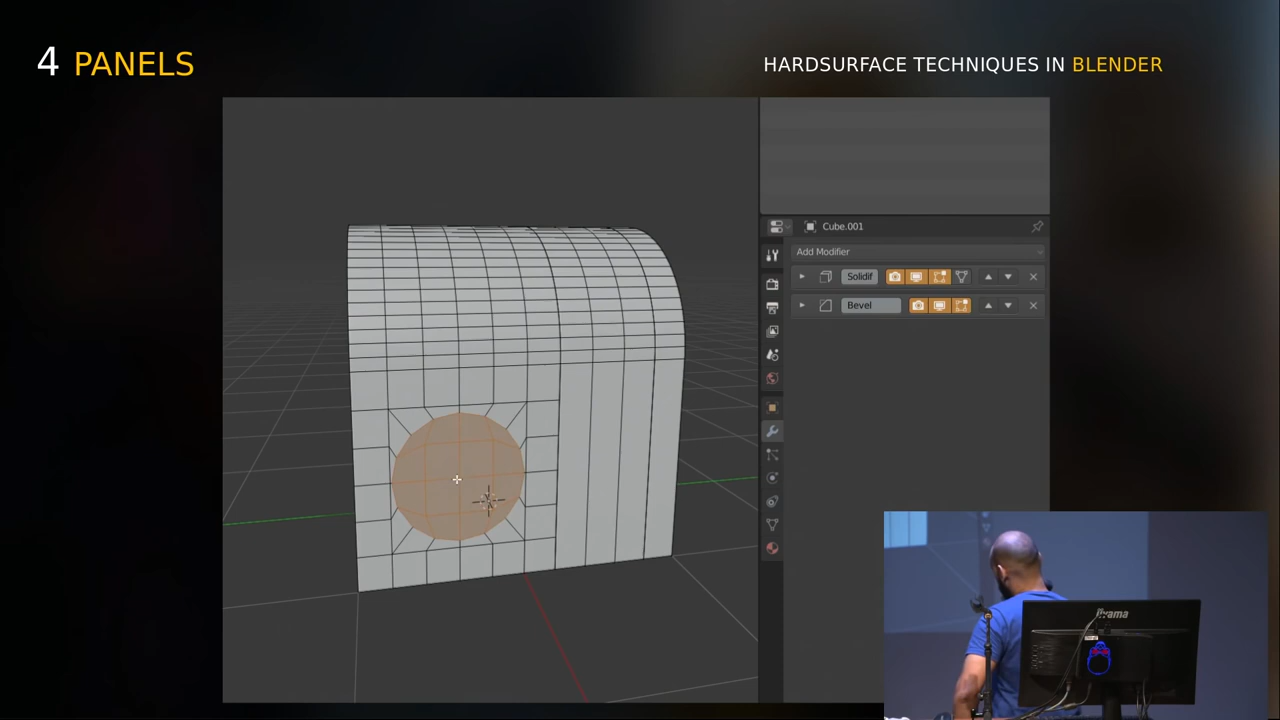 4 PANELS
HARDSURFACE TECHNIQUES IN BLENDER
Cube.001
Add Modifier
Solidif
Bevel
iiyama